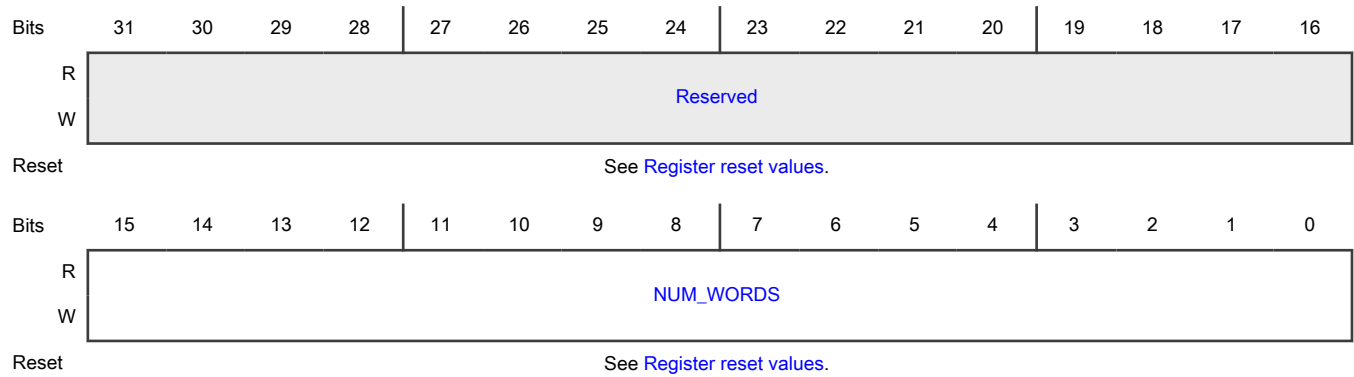 Bits 31 30 29 28 27 26 25 24 23 22 21 20 19 18 17 16
R
Reserved
W
Reset See Register reset values.
Bits 15 14 13 12 11 10 9 8 7 6 5 4 3 2 1 0
R
NUM_WORDS
W
Reset See Register reset values.